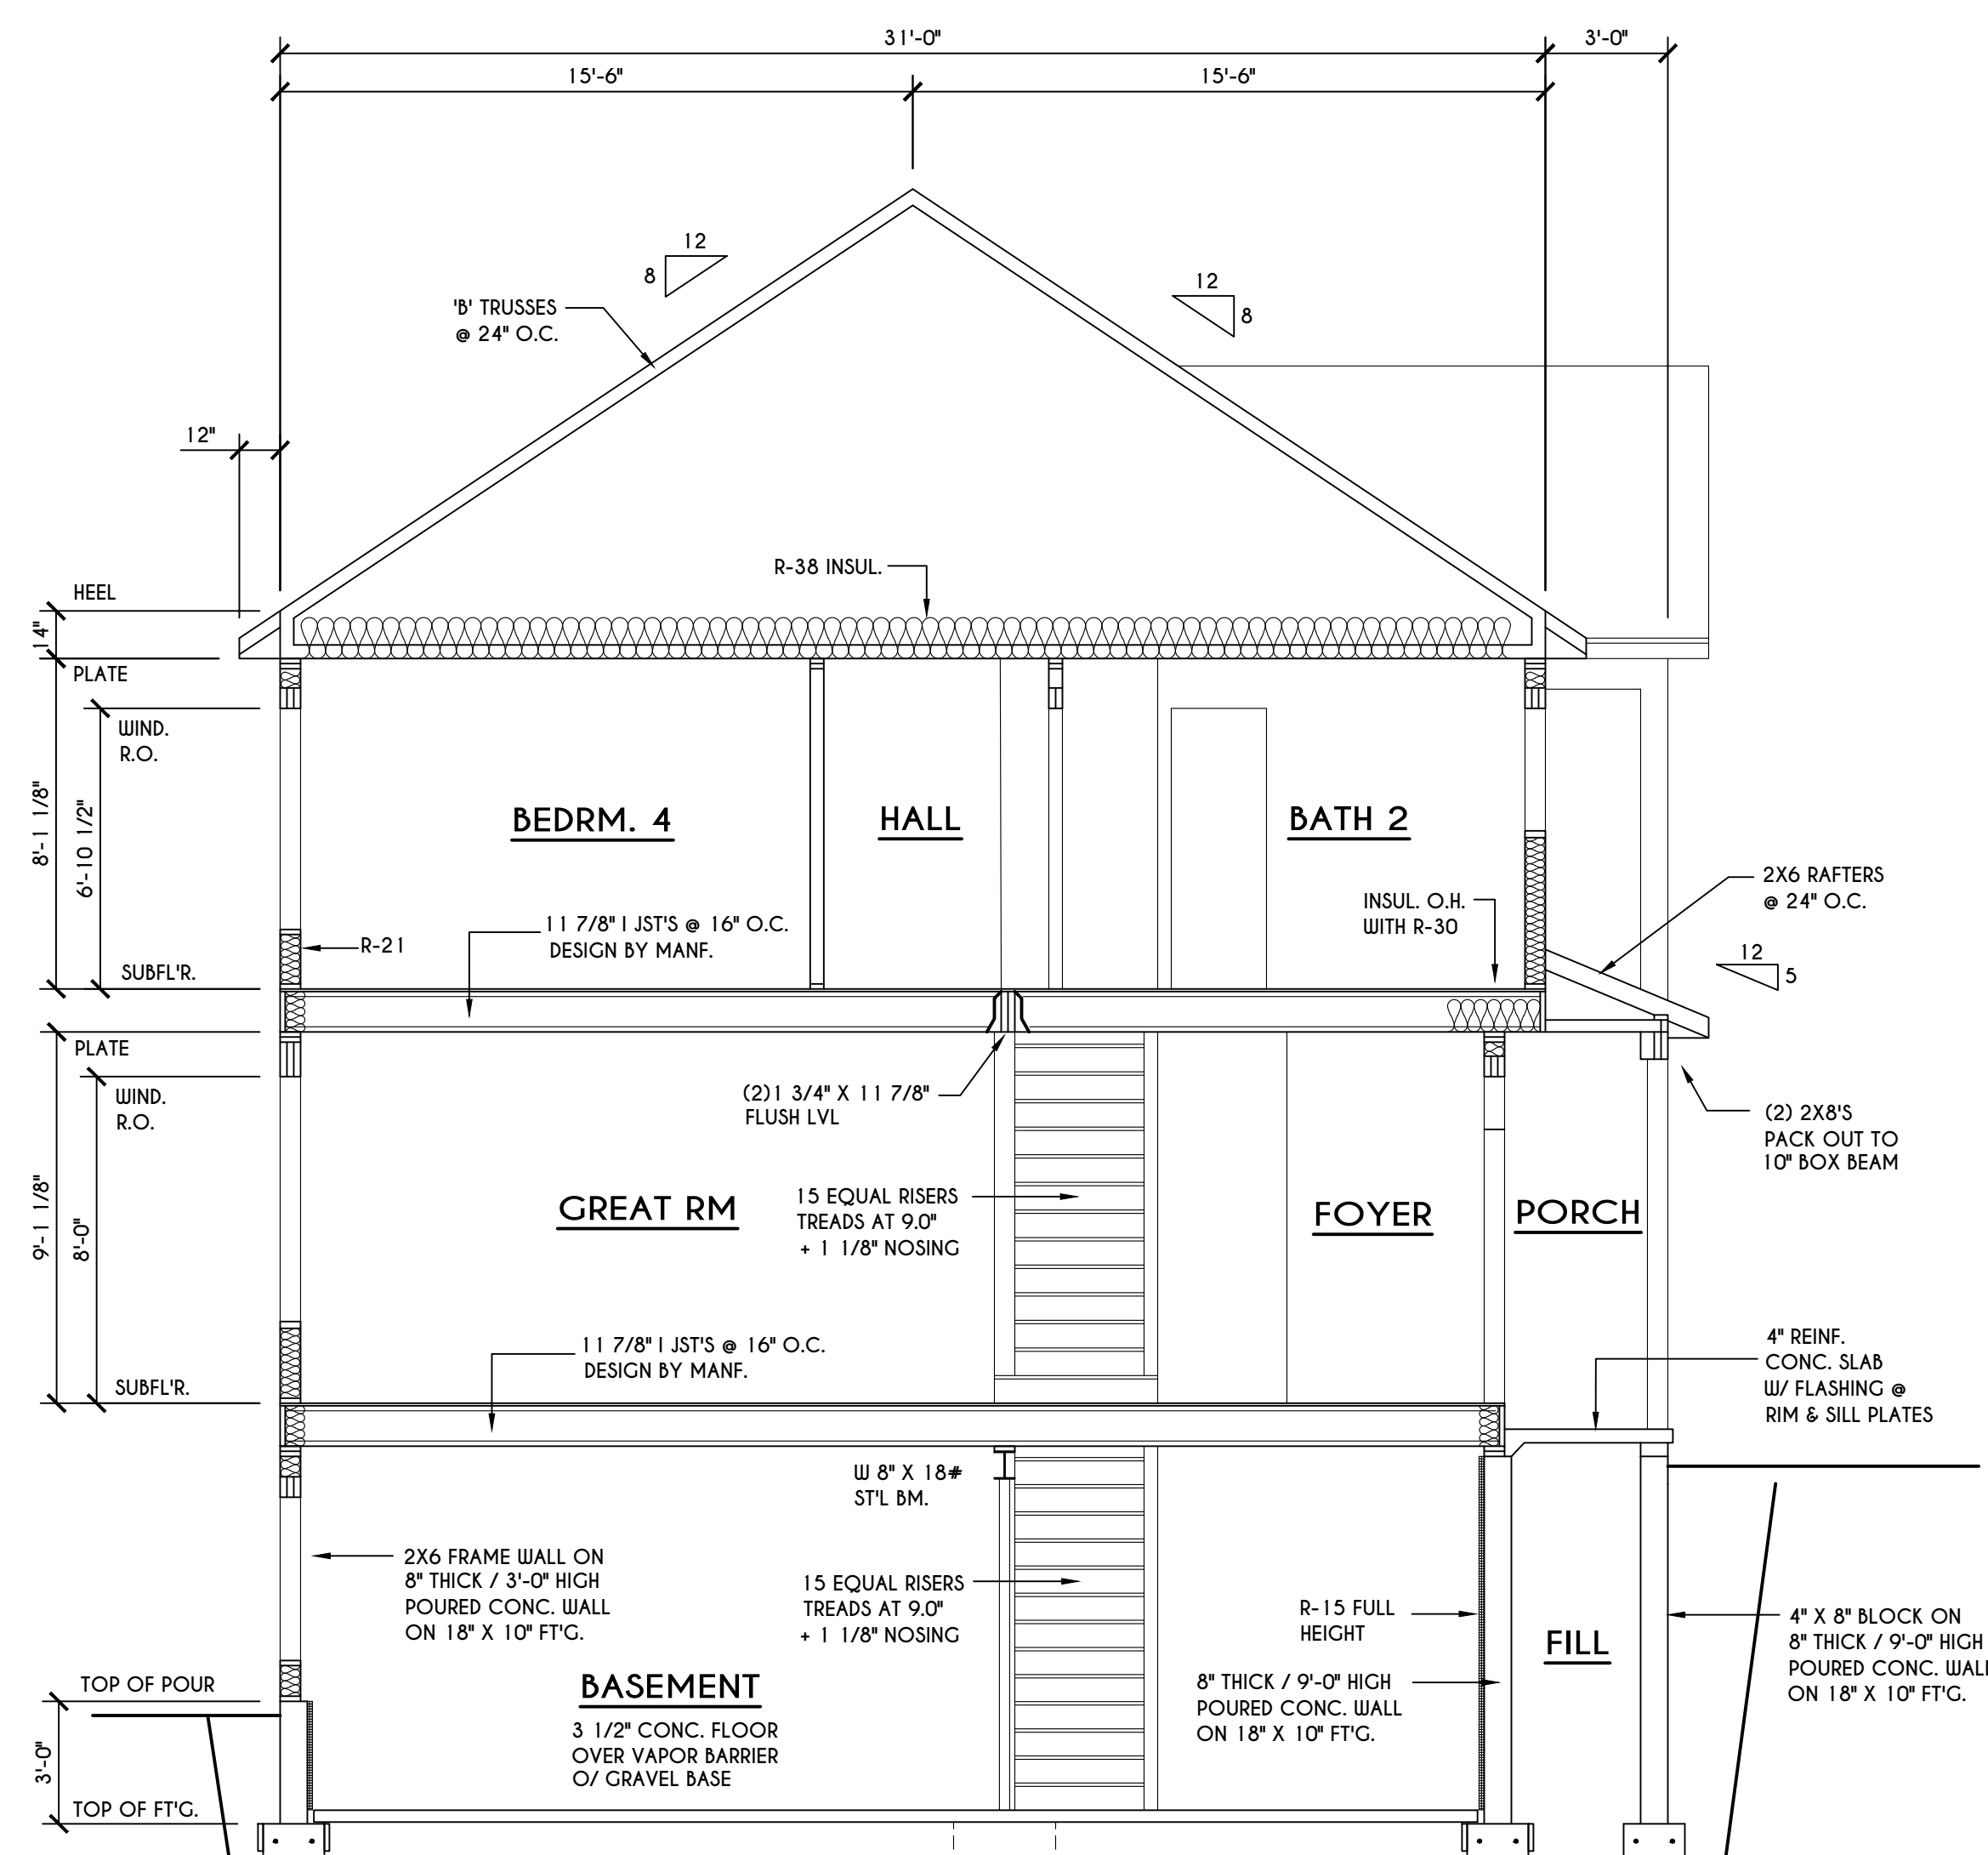 31'-0"
3'-0"
15'-6"
15'-6"
12
8
12
8
'B' TRUSSES
@ 24" O.C.
12"
R-38 INSUL.
HEEL
14"
PLATE
WIND.
R.O.
8'-1 1/8"
6'-10 1/2"
BEDRM. 4
HALL
BATH 2
2X6 RAFTERS
@ 24" O.C.
INSUL. O.H.
WITH R-30
11 7/8" I JST'S @ 16" O.C.
DESIGN BY MANF.
R-21
12
5
SUBFL'R.
PLATE
WIND.
R.O.
(2)1 3/4" X 11 7/8"
FLUSH LVL
(2) 2X8'S
PACK OUT TO
10" BOX BEAM
9'-1 1/8"
8'-0"
GREAT RM
15 EQUAL RISERS
TREADS AT 9.0"
+ 1 1/8" NOSING
FOYER
PORCH
11 7/8" I JST'S @ 16" O.C.
DESIGN BY MANF.
4" REINF.
CONC. SLAB
W/ FLASHING @
RIM & SILL PLATES
SUBFL'R.
W 8" X 18#
ST'L BM.
2X6 FRAME WALL ON
8" THICK / 3'-0" HIGH
POURED CONC. WALL
ON 18" X 10" FT'G.
15 EQUAL RISERS
TREADS AT 9.0"
+ 1 1/8" NOSING
R-15 FULL
HEIGHT
FILL
4" X 8" BLOCK ON
8" THICK / 9'-0" HIGH
POURED CONC. WALL
ON 18" X 10" FT'G.
8" THICK / 9'-0" HIGH
POURED CONC. WALL
ON 18" X 10" FT'G.
TOP OF POUR
BASEMENT
3 1/2" CONC. FLOOR
OVER VAPOR BARRIER
O/ GRAVEL BASE
3'-0"
TOP OF FT'G.